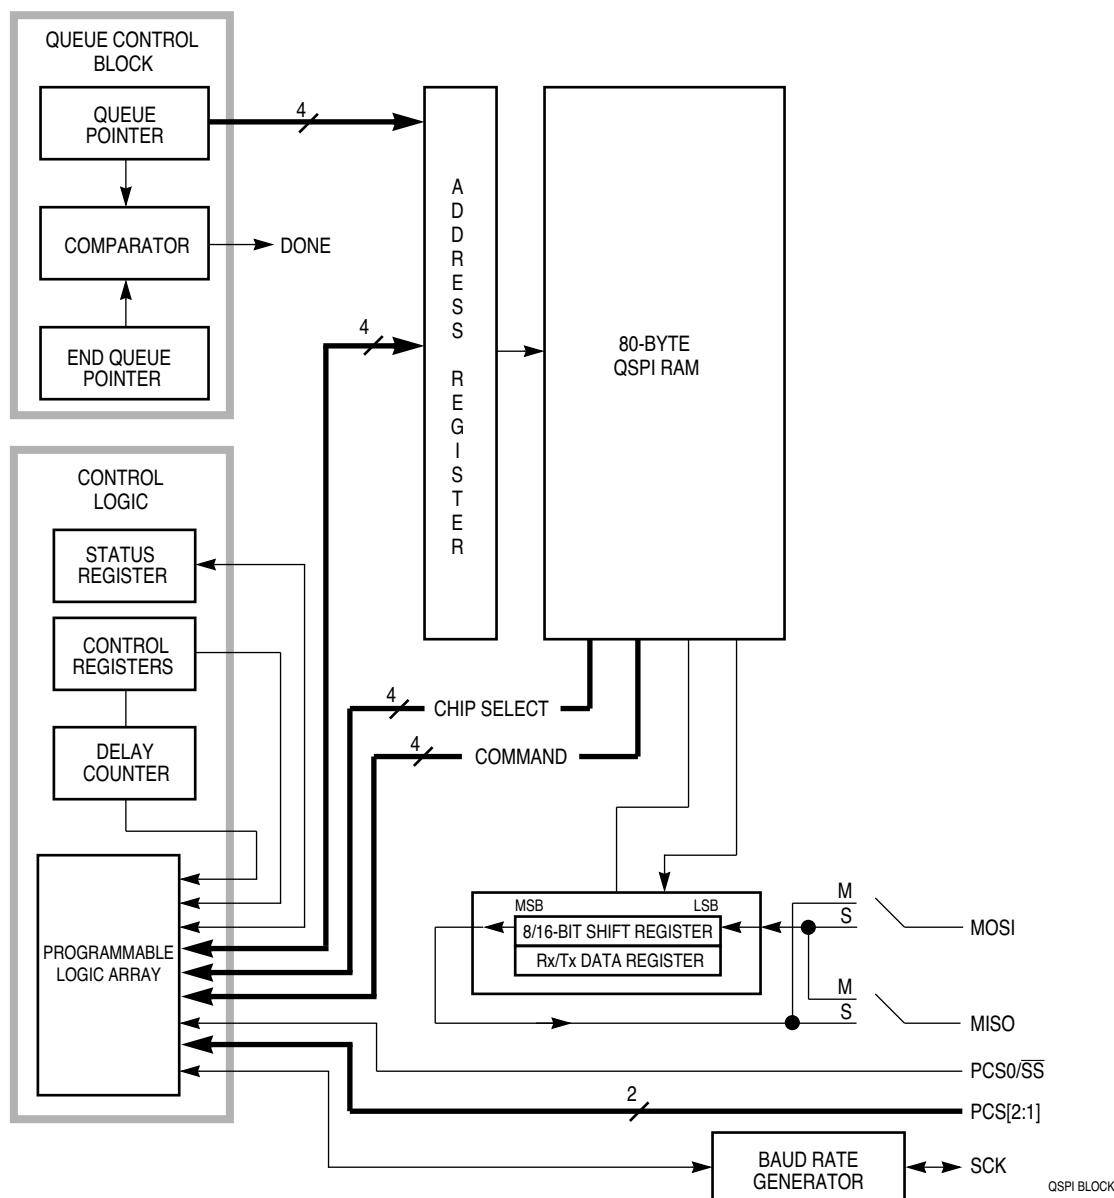 QUEUE CONTROL
BLOCK
QUEUE
POINTER
4
COMPARATOR
DONE
END QUEUE
POINTER
4
ADDRESS REGISTER
80-BYTE
QSPI RAM
CONTROL
LOGIC
STATUS
REGISTER
CONTROL
REGISTERS
DELAY
COUNTER
PROGRAMMABLE
LOGIC ARRAY
4
CHIP SELECT
4
COMMAND
MSB
LSB
8/16-BIT SHIFT REGISTER
Rx/Tx DATA REGISTER
M
S
MOSI
M
S
MISO
PCS0/S̅S̅
2
PCS[2:1]
BAUD RATE
GENERATOR
SCK
QSPI BLOCK